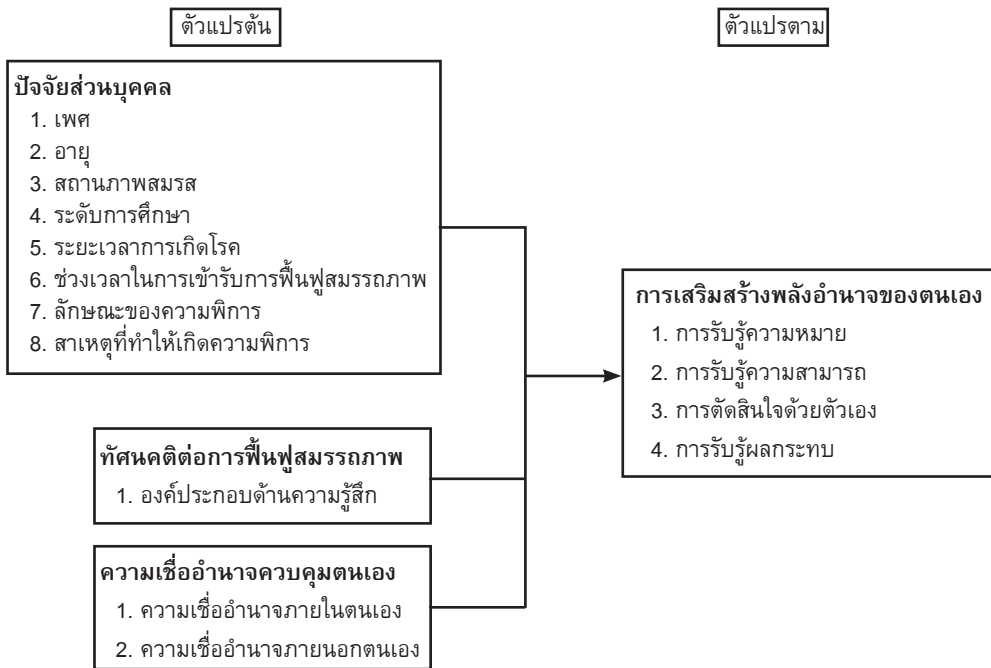 ตัวแปรต้น
ตัวแปรตาม
ปัจจัยส่วนบุคคล
1. เพศ
2. อายุ
3. สถานภาพสมรส
4. ระดับการศึกษา
5. ระยะเวลาการเกิดโรค
6. ช่วงเวลาในการเข้ารับการฟื้นฟูสมรรถภาพ
7. ลักษณะของความพิการ
8. สาเหตุที่ทำให้เกิดความพิการ
ทัศนคติต่อการฟื้นฟูสมรรถภาพ
1. องค์ประกอบด้านความรู้สึก
ความเชื่ออำนาจควบคุมตนเอง
1. ความเชื่ออำนาจภายในตนเอง
2. ความเชื่ออำนาจภายนอกตนเอง
การเสริมสร้างพลังอำนาจของตนเอง
1. การรับรู้ความหมาย
2. การรับรู้ความสามารถ
3. การตัดสินใจด้วยตัวเอง
4. การรับรู้ผลกระทบ